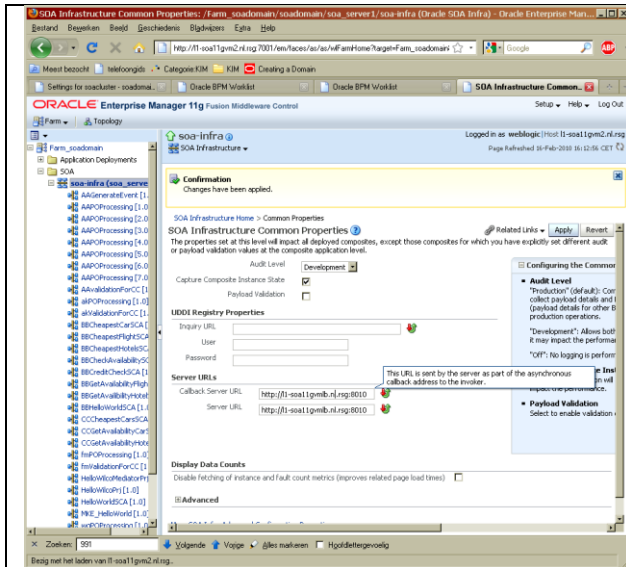 SOA Infrastructure Common Properties: /Farm_soadomain/soadomain/soa_server1/soa-infra (Oracle SOA Infra) - Oracle Enterprise Man...
Bestand Bewerken Beeld Geschiedenis Bladwijzers Extra Help
http://l1-soa11gvm2.nl.rsg:7001/em/faces/as/as/wlFarmHome?target=Farm_soadomain
Google
ABP
Meest bezocht telefoongids Categorie:KIM KIM Creating a Domain
Settings for soacluster - soadomai... Oracle BPM Worklist Oracle BPM Worklist SOA Infrastructure Common...
ORACLE Enterprise Manager 11g Fusion Middleware Control Setup Help Log Out
Farm Topology
soa-infra Logged in as weblogic|Host l1-soa11gvm2.nl.rsg
SOA Infrastructure Page Refreshed 16-Feb-2010 16:12:56 CET
Farm_soadomain
Application Deployments
SOA
soa-infra (soa_serve
AAGenerateEvent [1.
AAPOProcessing [1.0
AAPOProcessing [2.0
AAPOProcessing [3.0
AAPOProcessing [4.0
AAPOProcessing [5.0
AAPOProcessing [6.0
AAPOProcessing [7.0
AAvalidationForCC [1
akPOProcessing [1.0]
akValidationForCC [1.
BBCheapestCarSCA [
BBCheapestFlightSCA
BBCheapestHotelsSC
BBCheckAvailabilitySC
BBCreditCheckSCA [1
BBGetAvailabilityFligh
BBGetAvailibilityHotel
BBHelloWorldSCA [1.
CCCheapestCarsSCA
CCGetAvailabilityCarS
CCGetAvailabilityHote
fmPOProcessing [1.0]
fmValidationForCC [1
HelloWilcoMediatorPrj
HelloWilcoPrj [1.0]
HelloWorldSCA [1.0]
MKE_HelloWorld [1.0]
Confirmation
Changes have been applied.
SOA Infrastructure Home > Common Properties
SOA Infrastructure Common Properties Related Links Apply Revert
The properties set at this level will impact all deployed composites, except those composites for which you have explicitly set different audit
or payload validation values at the composite application level.
Audit Level Development
Capture Composite Instance State
Payload Validation
UDDI Registry Properties
Inquiry URL
User
Password
Server URLs
Callback Server URL http://l1-soa11gvmlb.nl.rsg:8010
Server URL http://l1-soa11gvmlb.nl.rsg:8010
This URL is sent by the server as part of the asynchronous
callback address to the invoker.
Configuring the Common
Audit Level
"Production" (default): Com
collect payload details and
(payload details for other B
production operations.
"Development": Allows both
it may impact the performan
"Off": No logging is perform
impact the performance.
Payload Validation
Select to enable validation
Display Data Counts
Disable fetching of instance and fault count metrics (improves related page load times)
Advanced
Zoeken: 991 Volgende Vorige Alles markeren Hoofdlettergevoelig
Bezig met het laden van l1-soa11gvm2.nl.rsg...